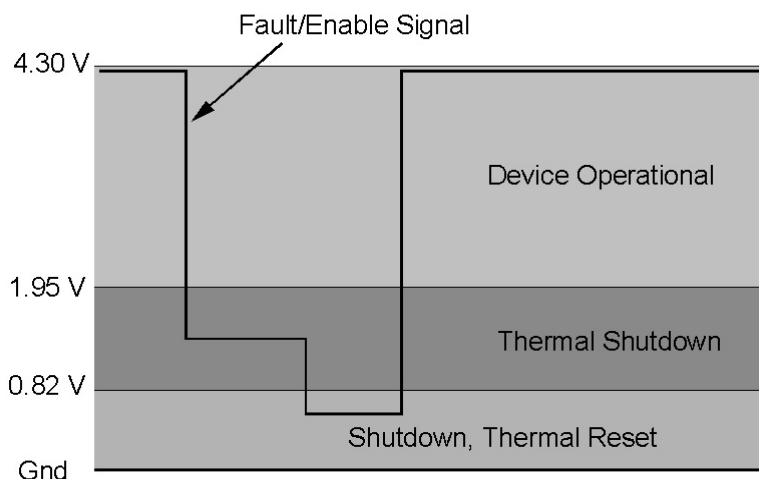 Fault/Enable Signal
4.30 V
Device Operational
1.95 V
Thermal Shutdown
0.82 V
Shutdown, Thermal Reset
Gnd